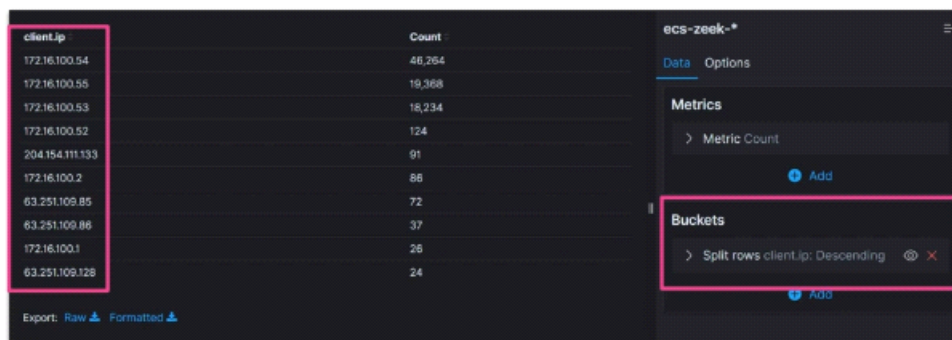 client.ip Count
172.16.100.54 46,264
172.16.100.55 19,368
172.16.100.53 18,234
172.16.100.52 124
204.154.111.133 91
172.16.100.2 86
63.251.109.85 72
63.251.109.86 37
172.16.100.1 26
63.251.109.128 24
Export: Raw Formatted
ecs-zeek-*
Data Options
Metrics
Metric Count
Add
Buckets
Split rows client.ip: Descending
Add